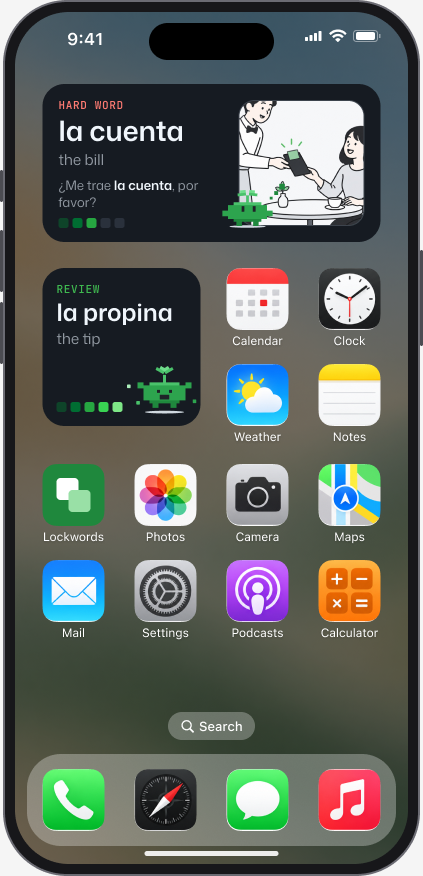 9:41
HARD WORD
la cuenta
the bill
¿Me trae la cuenta, por
favor?
REVIEW
la propina
the tip
Calendar
Clock
Weather
Notes
Lockwords
Photos
Camera
Maps
Mail
Settings
Podcasts
Calculator
Search